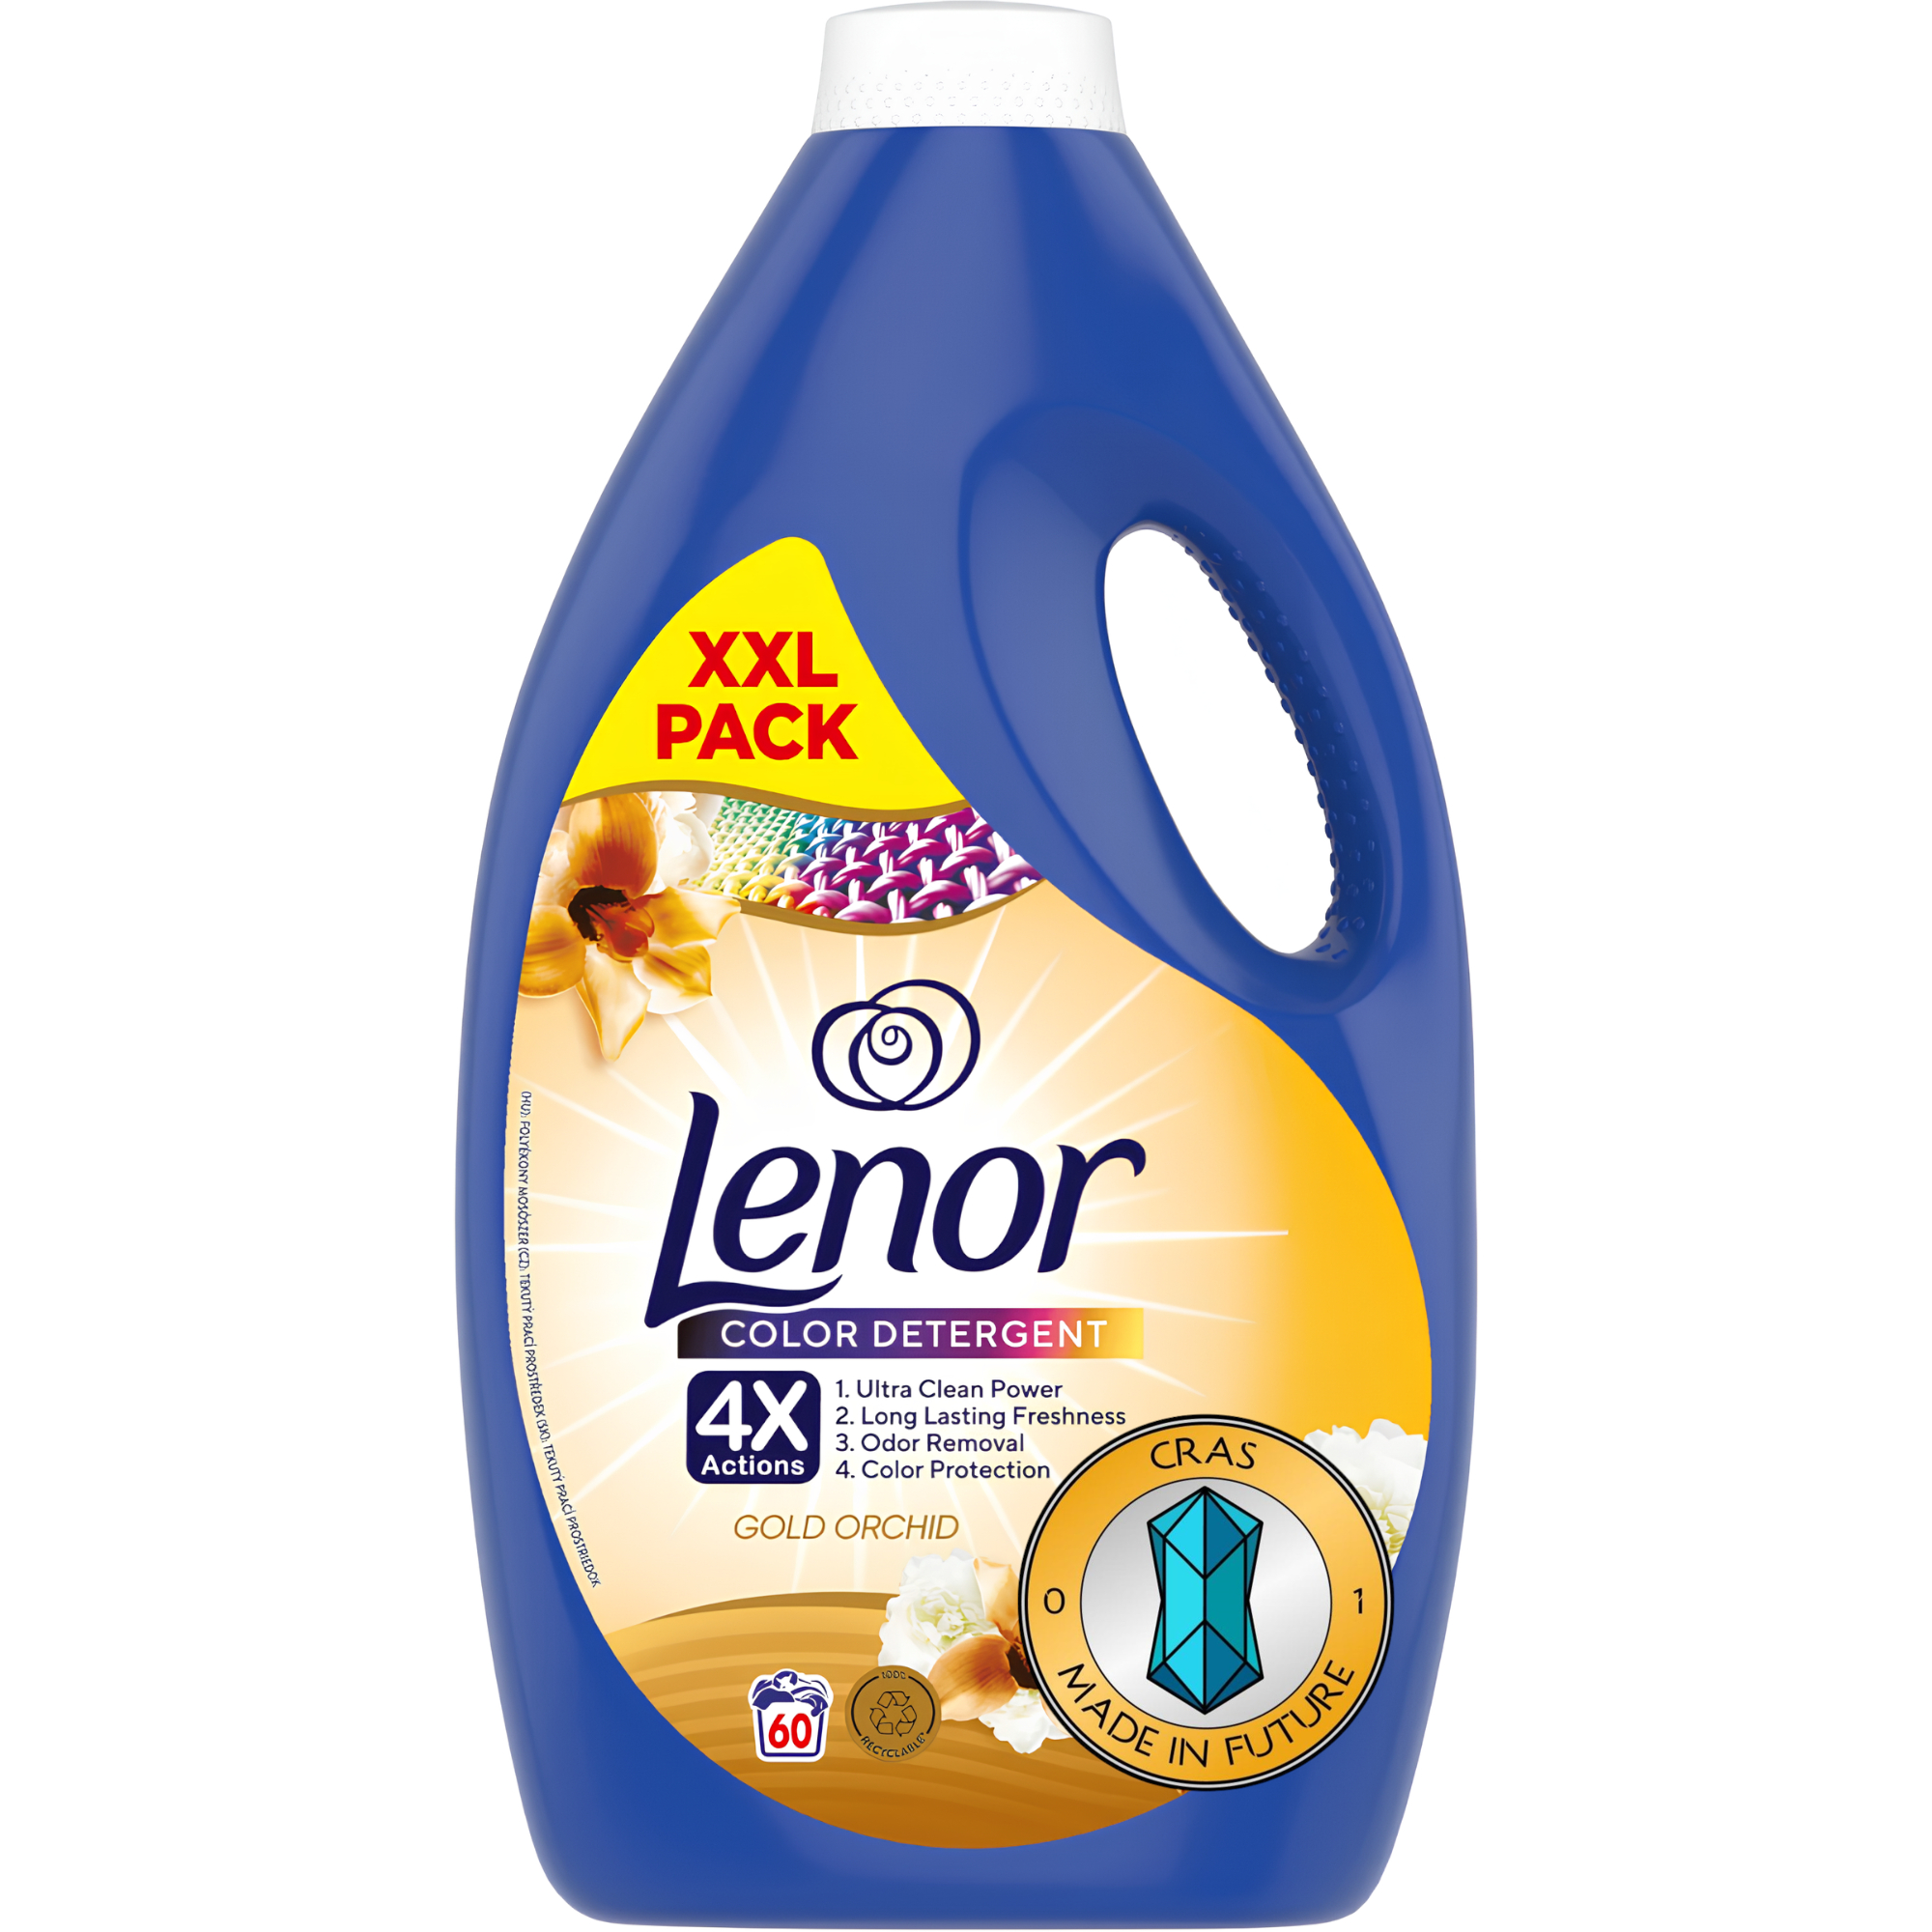 XXL
PACK
Lenor
COLOR DETERGENT
4X
Actions
1. Ultra Clean Power
2. Long Lasting Freshness
3. Odor Removal
4. Color Protection
GOLD ORCHID
(HU): FOLYÉKONY MOSÓSZER (CZ): TEKUTÝ PRACÍ PROSTŘEDEK (SK): TEKUTÝ PRACÍ PROSTRIEDOK
60
RECYCLABLE
CRAS
0 1
MADE IN FUTURE